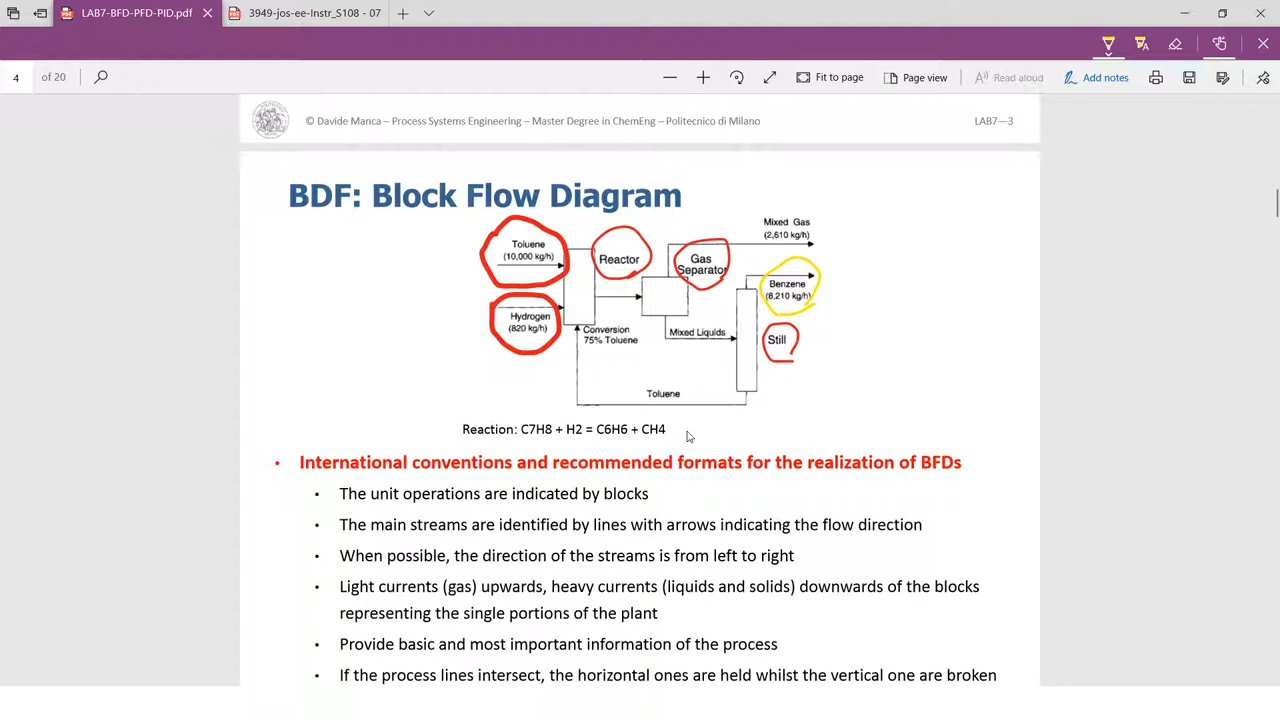 LAB7-BFD-PFD-PID.pdf
3949-jos-ee-Instr_S108 - 07
4 of 20
Fit to page
Page view
Read aloud
Add notes
© Davide Manca – Process Systems Engineering – Master Degree in ChemEng – Politecnico di Milano
LAB7—3
BDF: Block Flow Diagram
Mixed Gas
(2,610 kg/h)
Toluene
(10,000 kg/h)
Reactor
Gas
Separator
Benzene
(8,210 kg/h)
Hydrogen
(820 kg/h)
Conversion
75% Toluene
Mixed Liquids
Still
Toluene
Reaction: C7H8 + H2 = C6H6 + CH4
• International conventions and recommended formats for the realization of BFDs
• The unit operations are indicated by blocks
• The main streams are identified by lines with arrows indicating the flow direction
• When possible, the direction of the streams is from left to right
• Light currents (gas) upwards, heavy currents (liquids and solids) downwards of the blocks
representing the single portions of the plant
• Provide basic and most important information of the process
• If the process lines intersect, the horizontal ones are held whilst the vertical one are broken